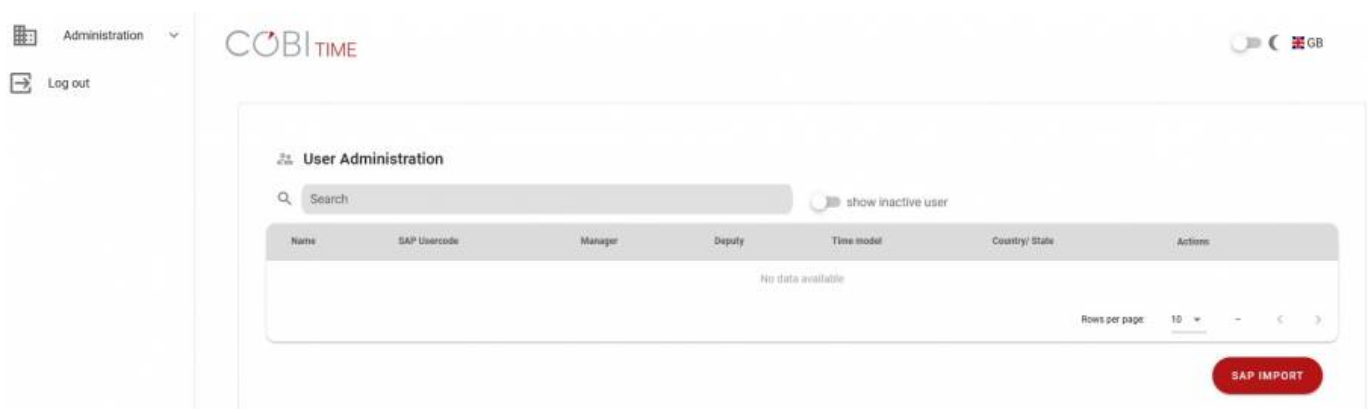 Administration
Log out
COBI TIME
GB
User Administration
Search
show inactive user
Name SAP Usercode Manager Deputy Time model Country/ State Actions
No data available
Rows per page: 10 –
SAP IMPORT